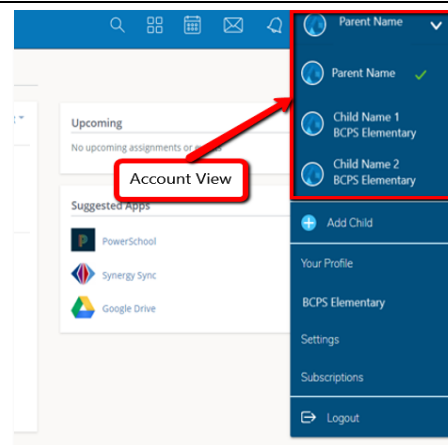 Parent Name
Parent Name
Child Name 1
BCPS Elementary
Child Name 2
BCPS Elementary
Add Child
Your Profile
BCPS Elementary
Settings
Subscriptions
Logout
Upcoming
No upcoming assignments or
Account View
Suggested Apps
PowerSchool
Synergy Sync
Google Drive